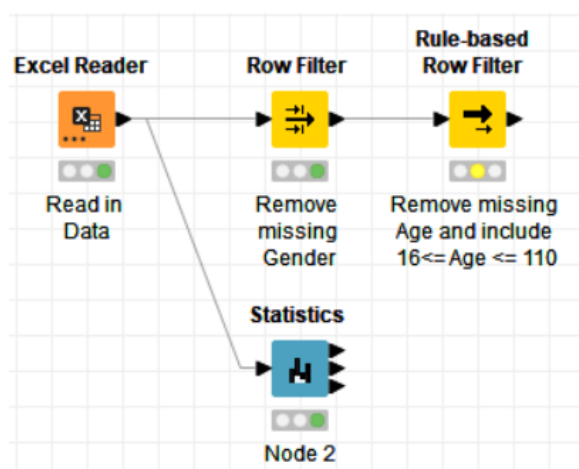 Excel Reader
Row Filter
Rule-based
Row Filter
Read in
Data
Remove
missing
Gender
Remove missing
Age and include
16<= Age <= 110
Statistics
Node 2